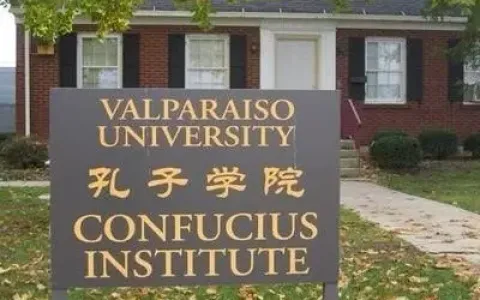 VALPARAISO
UNIVERSITY
孔子学院
CONFUCIUS
INSTITUTE